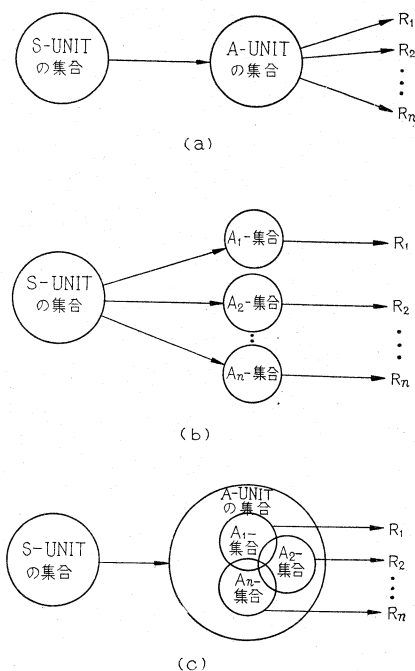 S-UNIT
の集合
A-UNIT
の集合
R₁
R₂
Rₙ
(a)
S-UNIT
の集合
A₁-集合
A₂-集合
Aₙ-集合
R₁
R₂
Rₙ
(b)
S-UNIT
の集合
A-UNIT
の集合
A₁-
集合
A₂-
集合
Aₙ-
集合
R₁
R₂
Rₙ
(c)